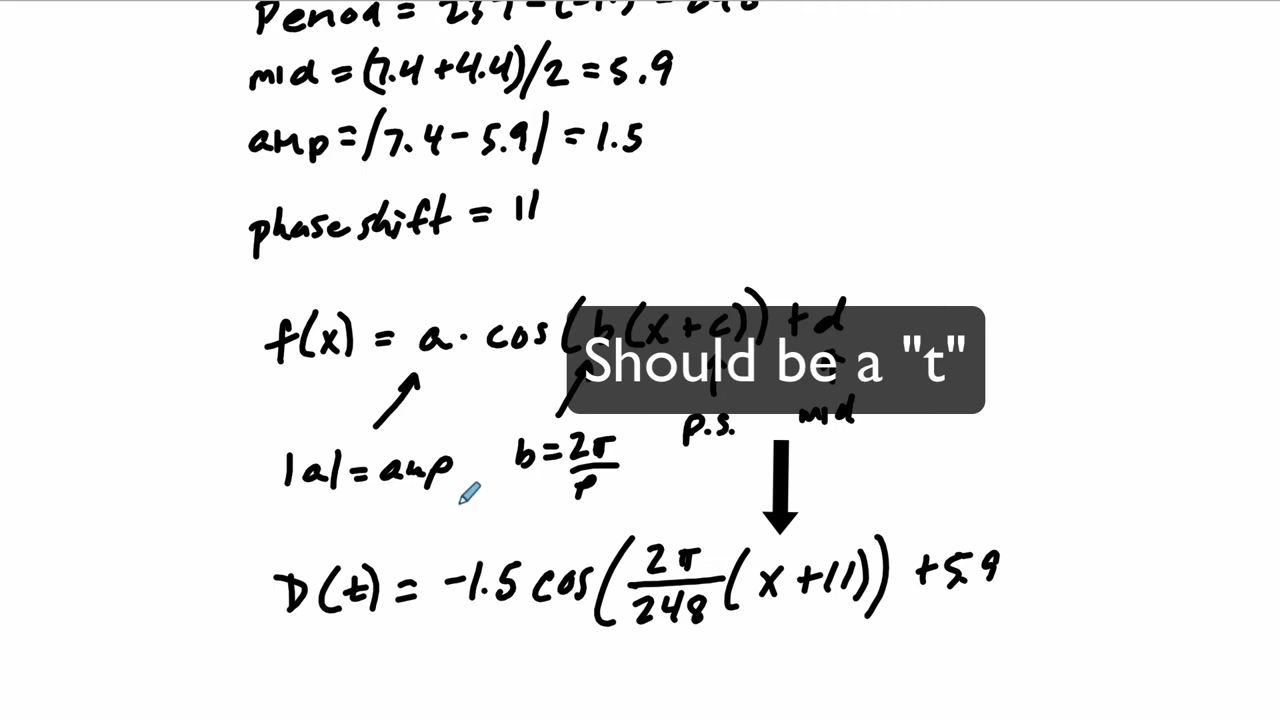 Period =
mid = (7.4 + 4.4)/2 = 5.9
amp = |7.4 - 5.9| = 1.5
phase shift = 11
f(x) = a · cos(b(x+c)) + d
Should be a "t"
p.s. mid
|a| = amp b = 2π/P
D(t) = -1.5 cos(2π/248 (x+11)) + 5.9